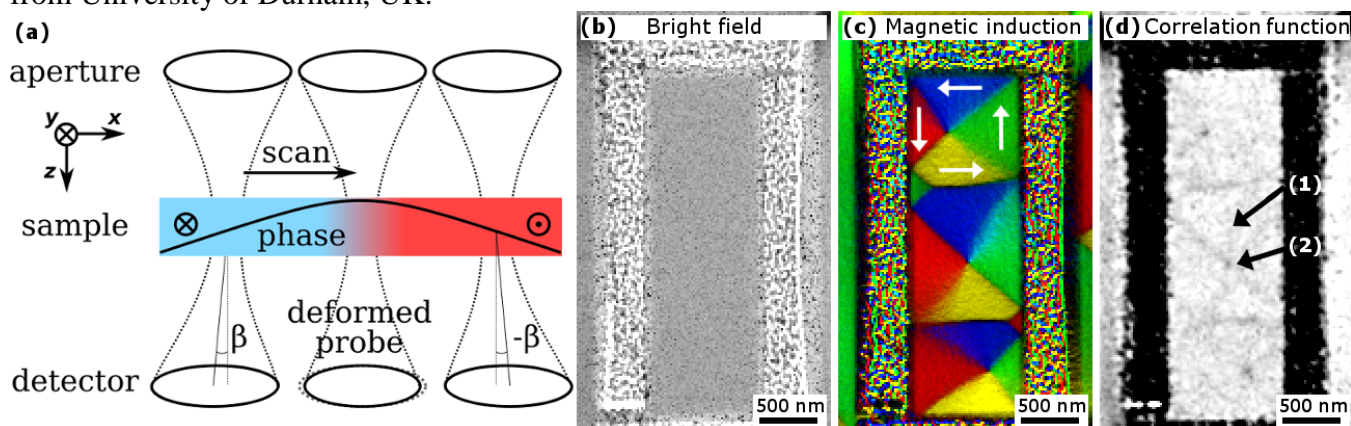 from University of Durham, UK.
(a)
aperture
y
x
z
scan
sample
phase
deformed
probe
β
-β
detector
(b) Bright field
500 nm
(c) Magnetic induction
500 nm
(d) Correlation function
(1)
(2)
500 nm